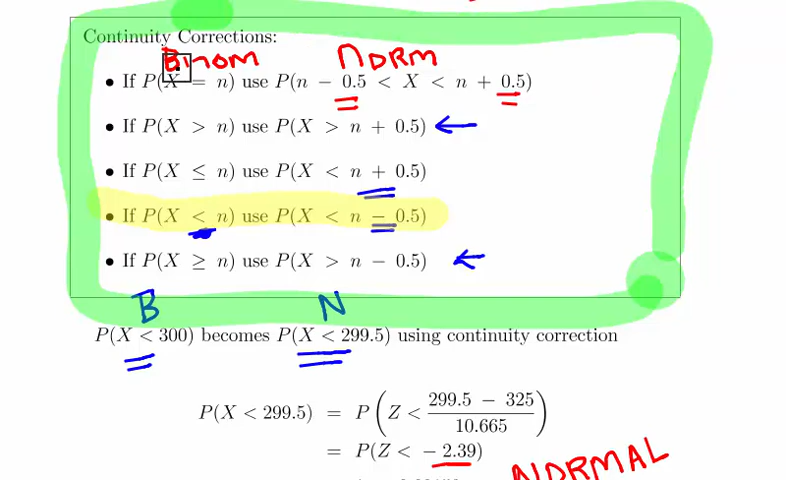 Continuity Corrections:
Binom NORM
• If P(X = n) use P(n − 0.5 < X < n + 0.5)
• If P(X > n) use P(X > n + 0.5)
• If P(X ≤ n) use P(X < n + 0.5)
• If P(X < n) use P(X < n − 0.5)
• If P(X ≥ n) use P(X > n − 0.5)
B N
P(X < 300) becomes P(X < 299.5) using continuity correction
P(X < 299.5) = P(Z < (299.5 − 325)/10.665)
= P(Z < − 2.39)
NORMAL